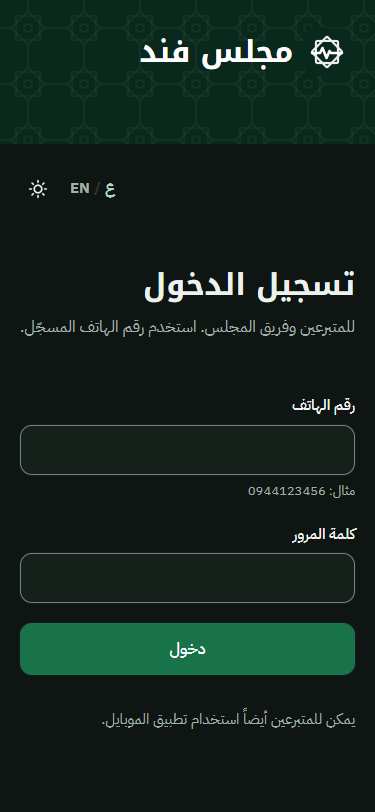 مجلس فند
ع / EN
تسجيل الدخول
للمتبرعين وفريق المجلس. استخدم رقم الهاتف المسجّل.
رقم الهاتف
مثال: 0944123456
كلمة المرور
دخول
يمكن للمتبرعين أيضاً استخدام تطبيق الموبايل.